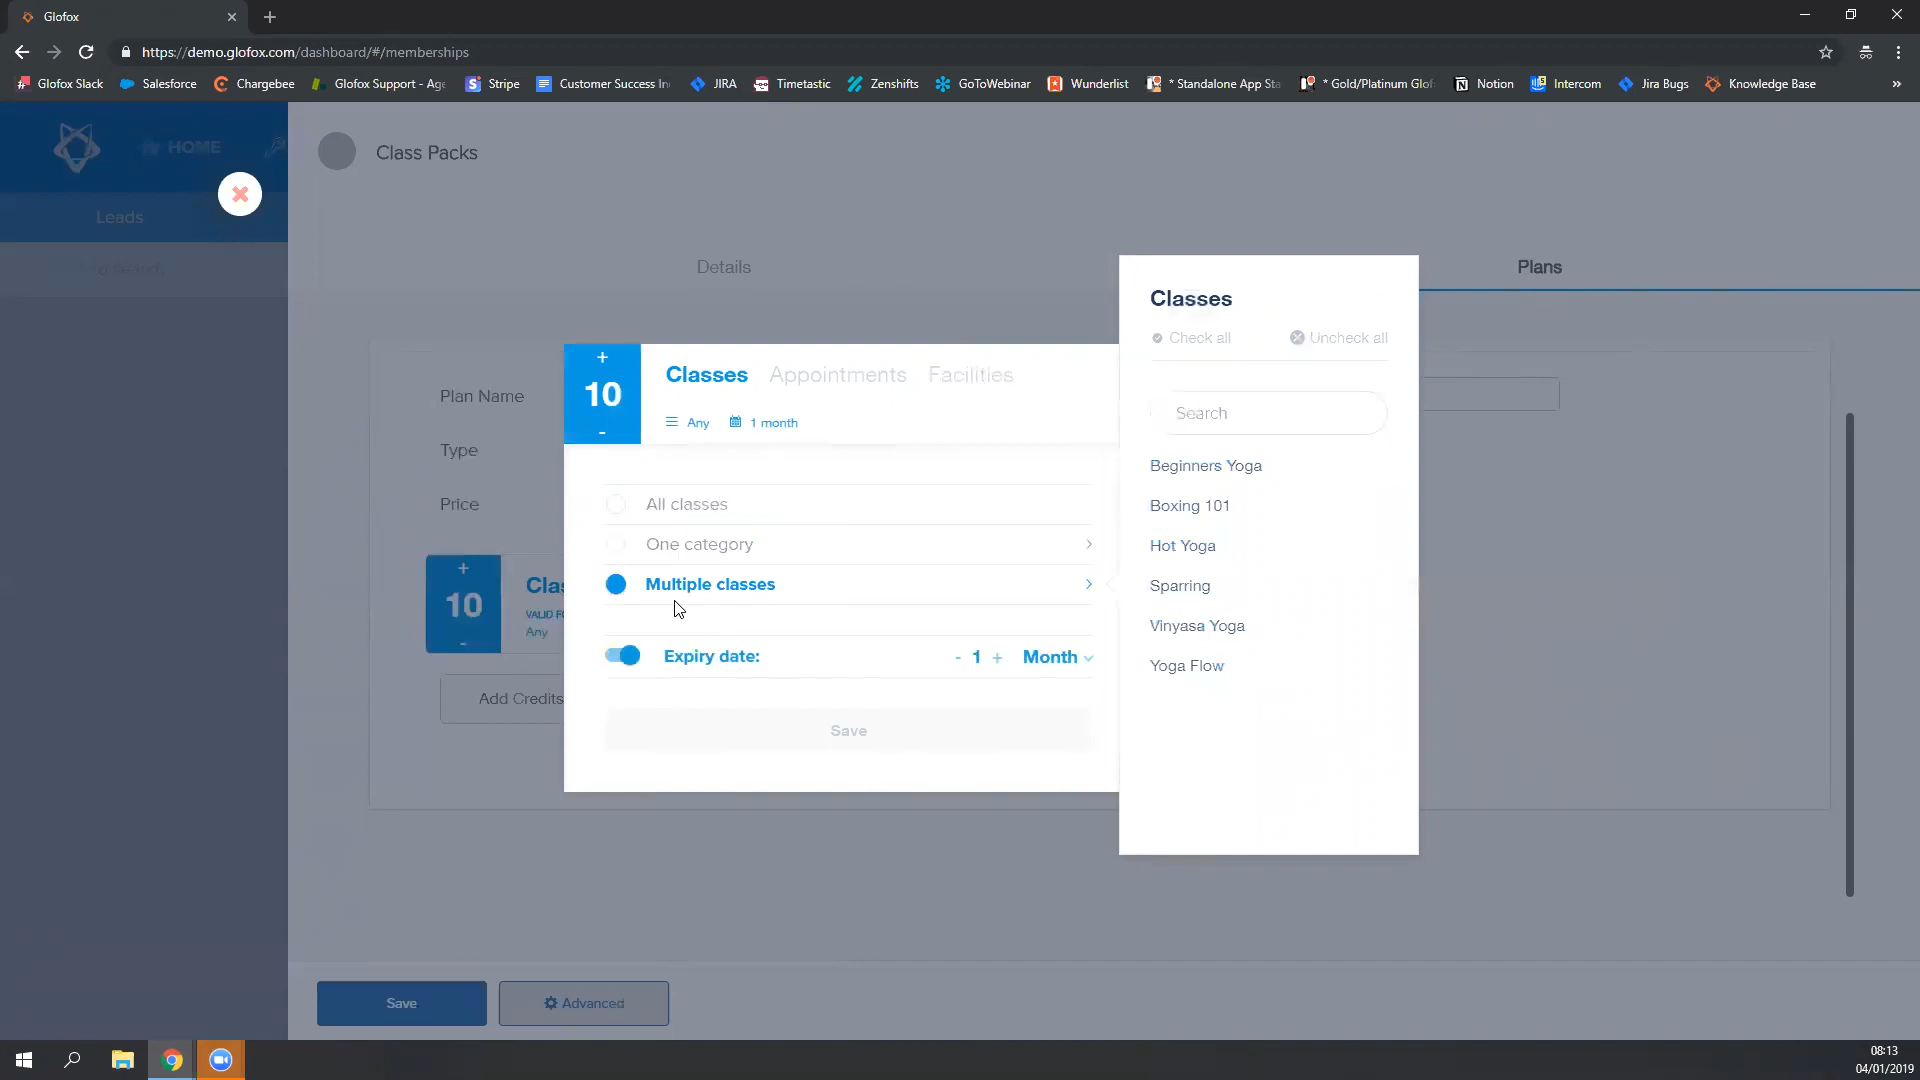 Glofox
https://demo.glofox.com/dashboard/#/memberships
Glofox Slack Salesforce Chargebee Glofox Support - Age Stripe Customer Success In JIRA Timetastic Zenshifts GoToWebinar Wunderlist * Standalone App Sta * Gold/Platinum Glof Notion Intercom Jira Bugs Knowledge Base »
HOME
Class Packs
Leads
Search
Details
Plans
Plan Name
Type
Price
+
10
-
Clas
VALID F
Any
Add Credits
+
10
-
Classes Appointments Facilities
Any 1 month
All classes
One category
Multiple classes
Expiry date: - 1 + Month
Save
Classes
Check all Uncheck all
Search
Beginners Yoga
Boxing 101
Hot Yoga
Sparring
Vinyasa Yoga
Yoga Flow
Save Advanced
08:13
04/01/2019